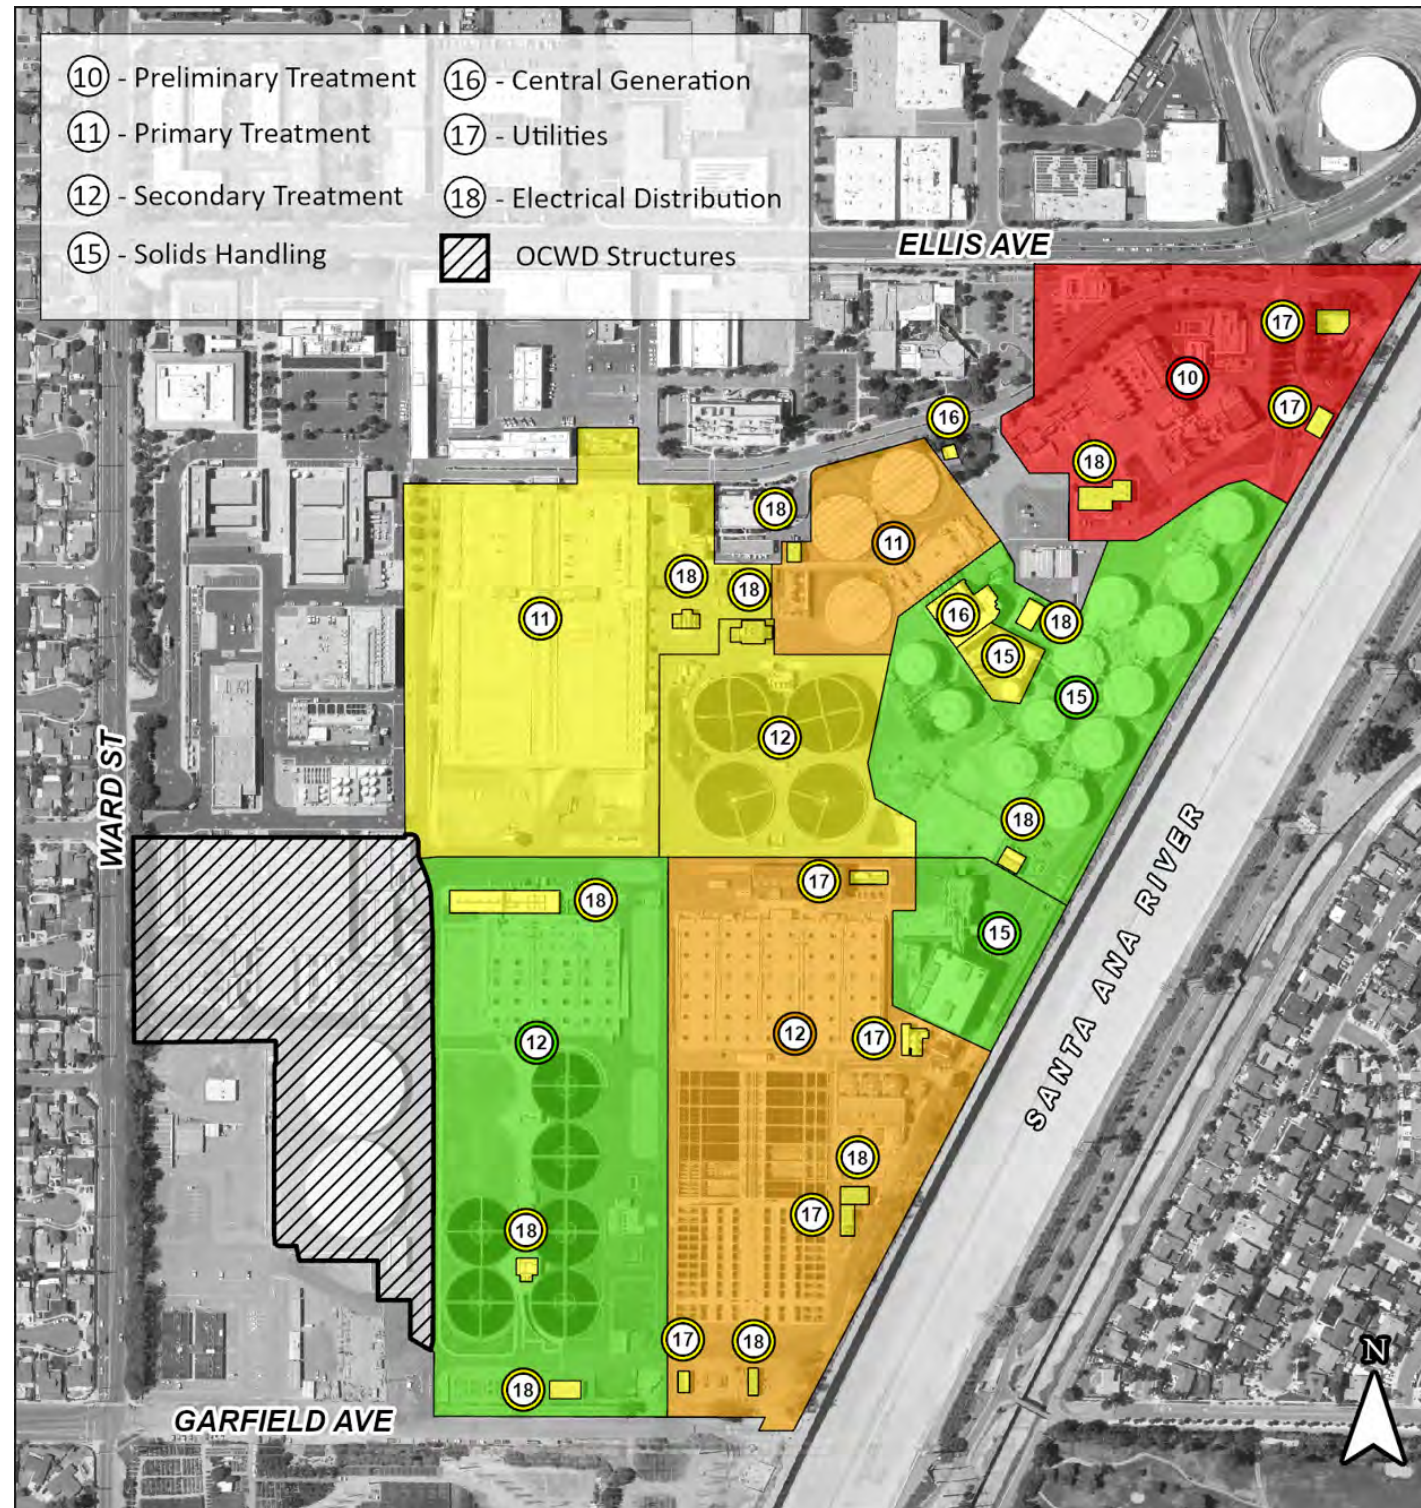 10 - Preliminary Treatment
11 - Primary Treatment
12 - Secondary Treatment
15 - Solids Handling
16 - Central Generation
17 - Utilities
18 - Electrical Distribution
OCWD Structures
ELLIS AVE
17
10
17
16
18
18
11
18
18
11
16
18
15
15
12
18
17
18
15
12
12
17
18
17
18
17
18
18
WARD ST
SANTA ANA RIVER
GARFIELD AVE
N